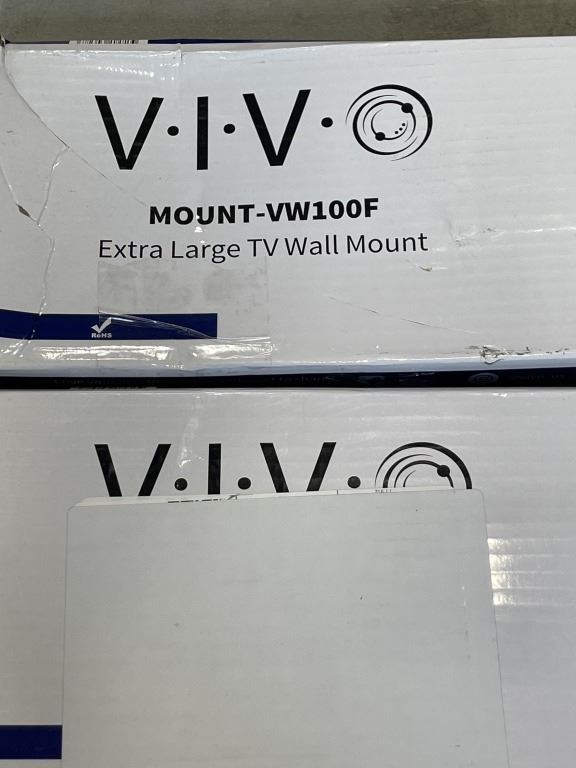 V·I·V·O
MOUNT-VW100F
Extra Large TV Wall Mount
RoHS
V·I·V·O